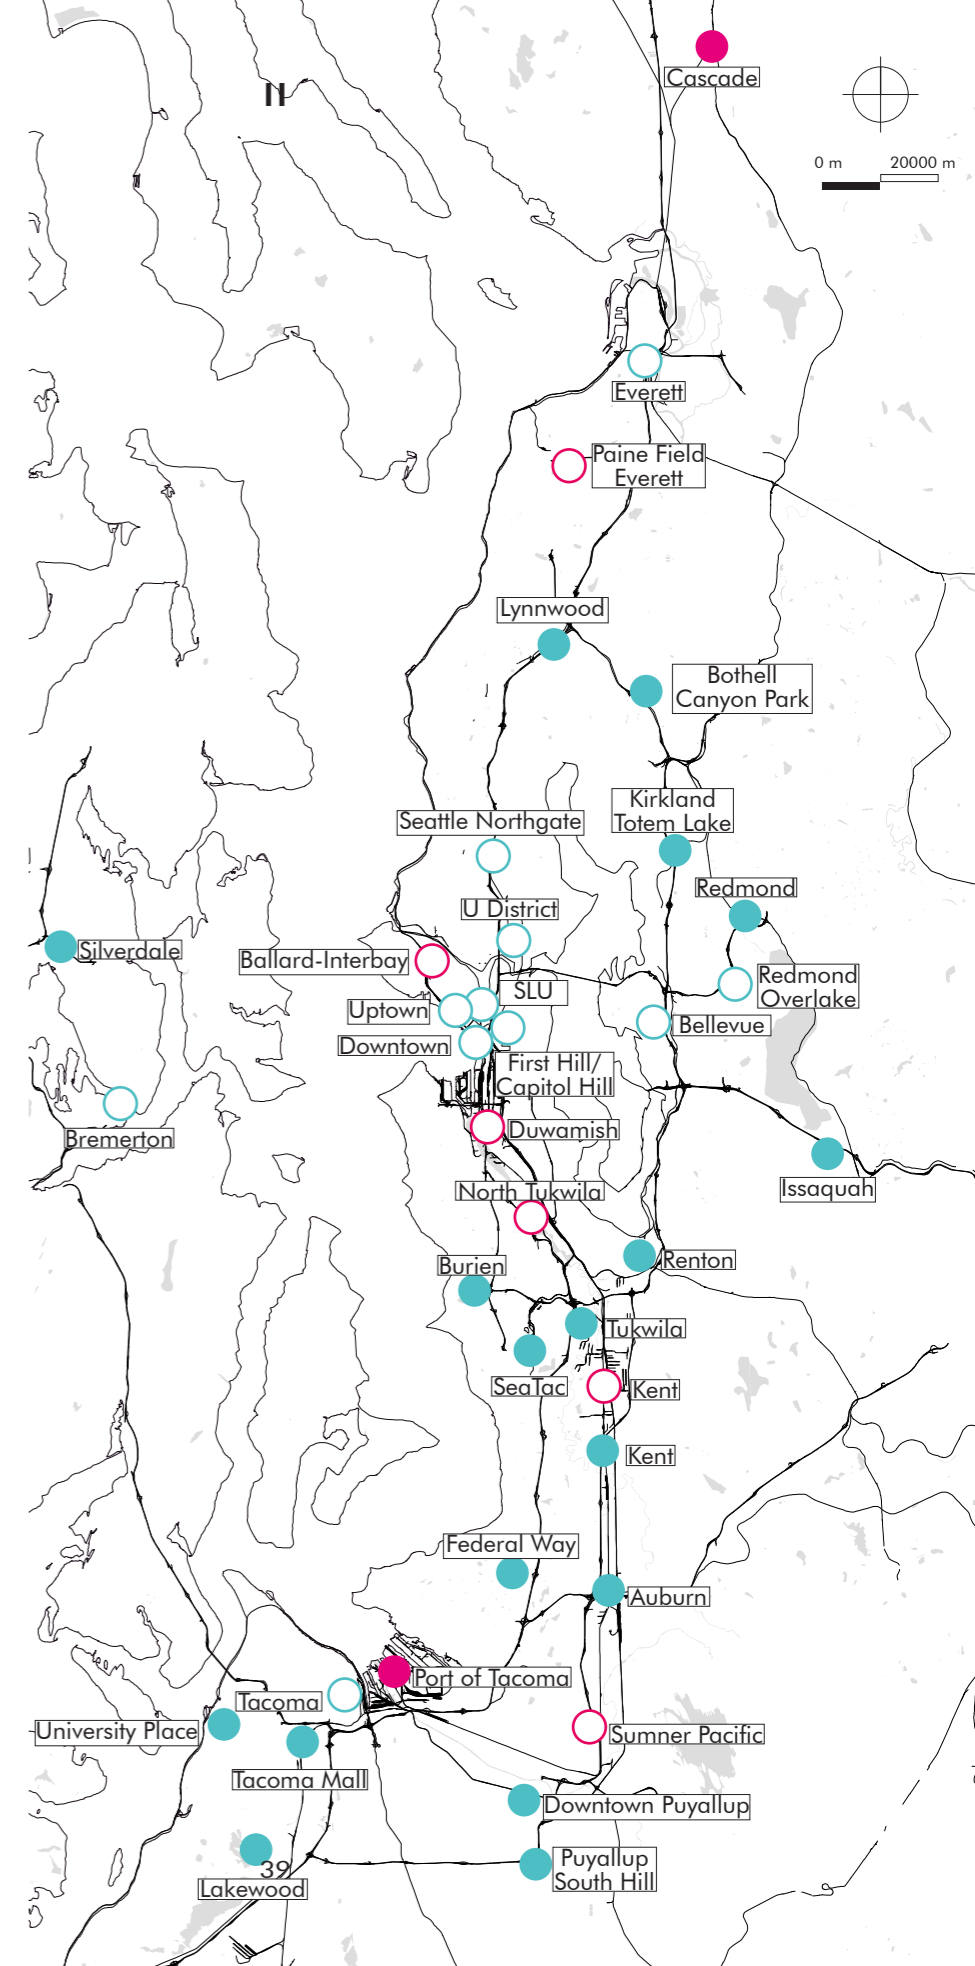 Cascade
0 m
20000 m
Everett
Paine Field
Everett
Lynnwood
Bothell
Canyon Park
Kirkland
Totem Lake
Seattle Northgate
Redmond
U District
Silverdale
Ballard-Interbay
Redmond
Overlake
SLU
Uptown
Bellevue
Downtown
First Hill/
Capitol Hill
Duwamish
Bremerton
Issaquah
North Tukwila
Renton
Burien
Tukwila
SeaTac
Kent
Kent
Federal Way
Auburn
Port of Tacoma
Tacoma
University Place
Sumner Pacific
Tacoma Mall
Downtown Puyallup
Puyallup
South Hill
39
Lakewood